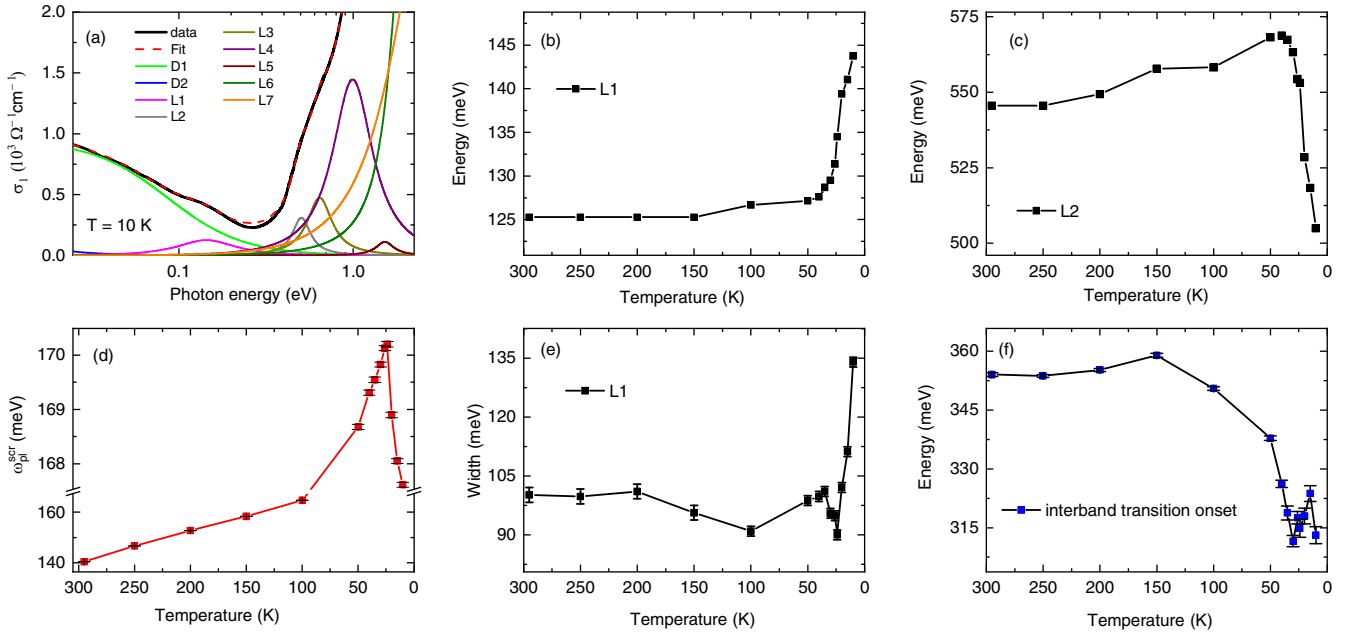 (a)
data
Fit
D1
D2
L1
L2
L3
L4
L5
L6
L7
T = 10 K
2.0
1.5
1.0
0.5
0.0
σ₁ (10³ Ω⁻¹cm⁻¹)
0.1
1.0
Photon energy (eV)
(b)
L1
145
140
135
130
125
Energy (meV)
300
250
200
150
100
50
0
Temperature (K)
(c)
L2
575
550
525
500
Energy (meV)
300
250
200
150
100
50
0
Temperature (K)
(d)
170
169
168
160
140
ω_pl^scr (meV)
300
250
200
150
100
50
0
Temperature (K)
(e)
L1
135
120
105
90
Width (meV)
300
250
200
150
100
50
0
Temperature (K)
(f)
interband transition onset
360
345
330
315
Energy (meV)
300
250
200
150
100
50
0
Temperature (K)